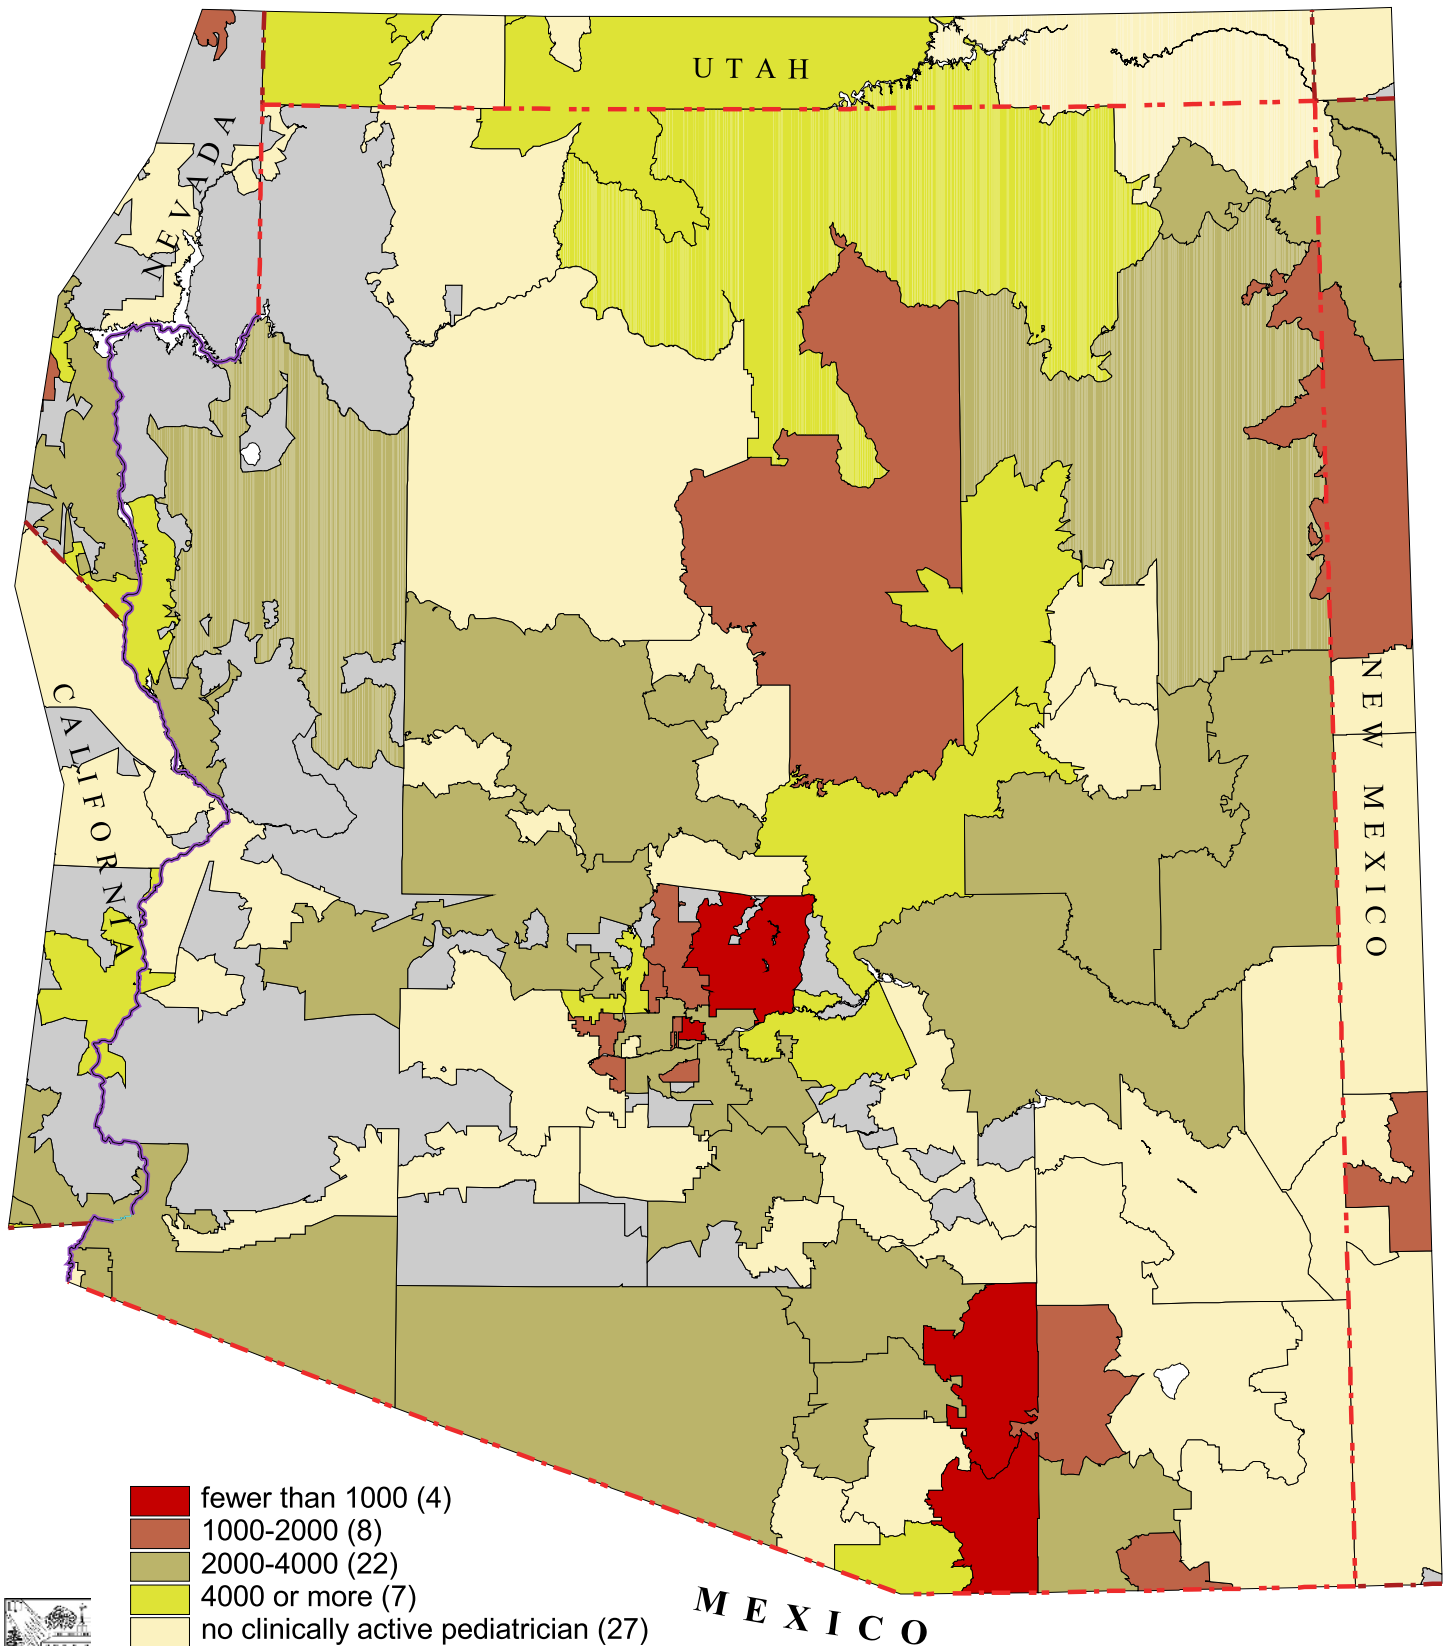 UTAH
NEVADA
CALIFORNIA
NEW MEXICO
fewer than 1000 (4)
1000-2000 (8)
2000-4000 (22)
4000 or more (7)
no clinically active pediatrician (27)
MEXICO